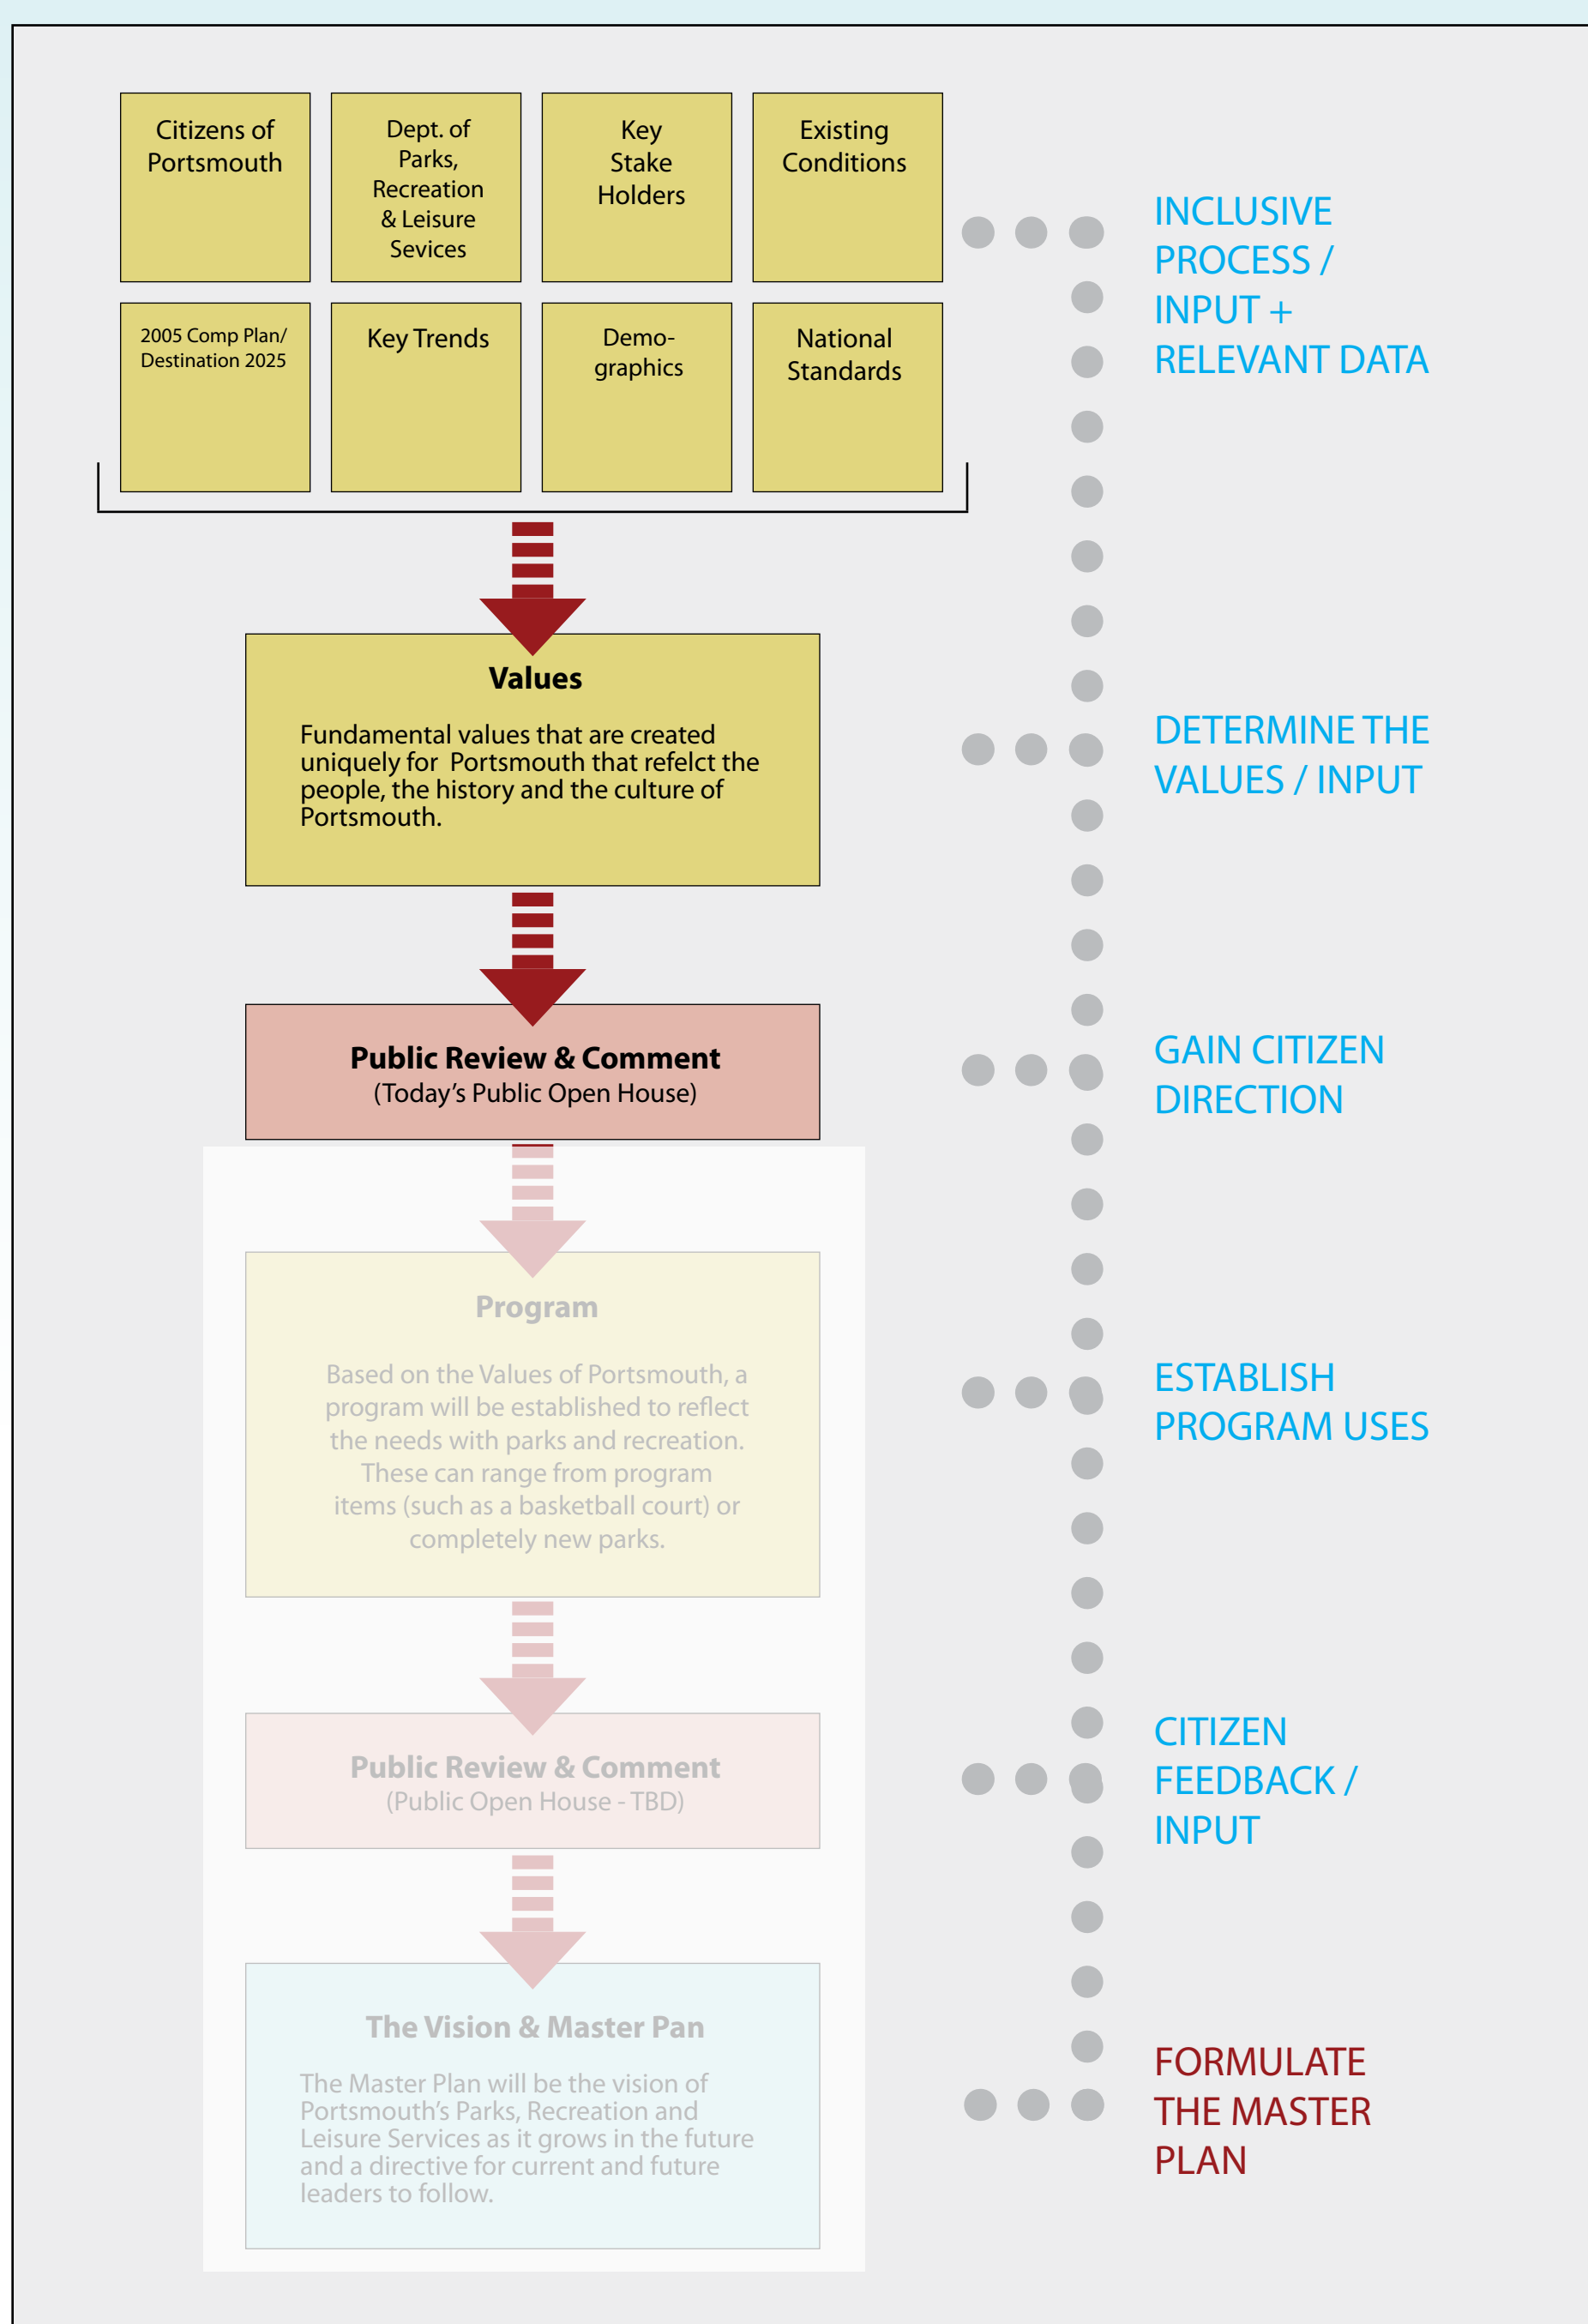 Citizens of
Portsmouth
Dept. of
Parks,
Recreation
& Leisure
Sevices
Key
Stake
Holders
Existing
Conditions
2005 Comp Plan/
Destination 2025
Key Trends
Demo-
graphics
National
Standards
INCLUSIVE
PROCESS /
INPUT +
RELEVANT DATA
Values
Fundamental values that are created
uniquely for  Portsmouth that refelct the
people, the history and the culture of
Portsmouth.
DETERMINE THE
VALUES / INPUT
Public Review & Comment
(Today’s Public Open House)
GAIN CITIZEN
DIRECTION
Program
Based on the Values of Portsmouth, a
program will be established to reflect
the needs with parks and recreation.
These can range from program
items (such as a basketball court) or
completely new parks.
ESTABLISH
PROGRAM USES
Public Review & Comment
(Public Open House - TBD)
CITIZEN
FEEDBACK /
INPUT
The Vision & Master Pan
The Master Plan will be the vision of
Portsmouth’s Parks, Recreation and
Leisure Services as it grows in the future
and a directive for current and future
leaders to follow.
FORMULATE
THE MASTER
PLAN